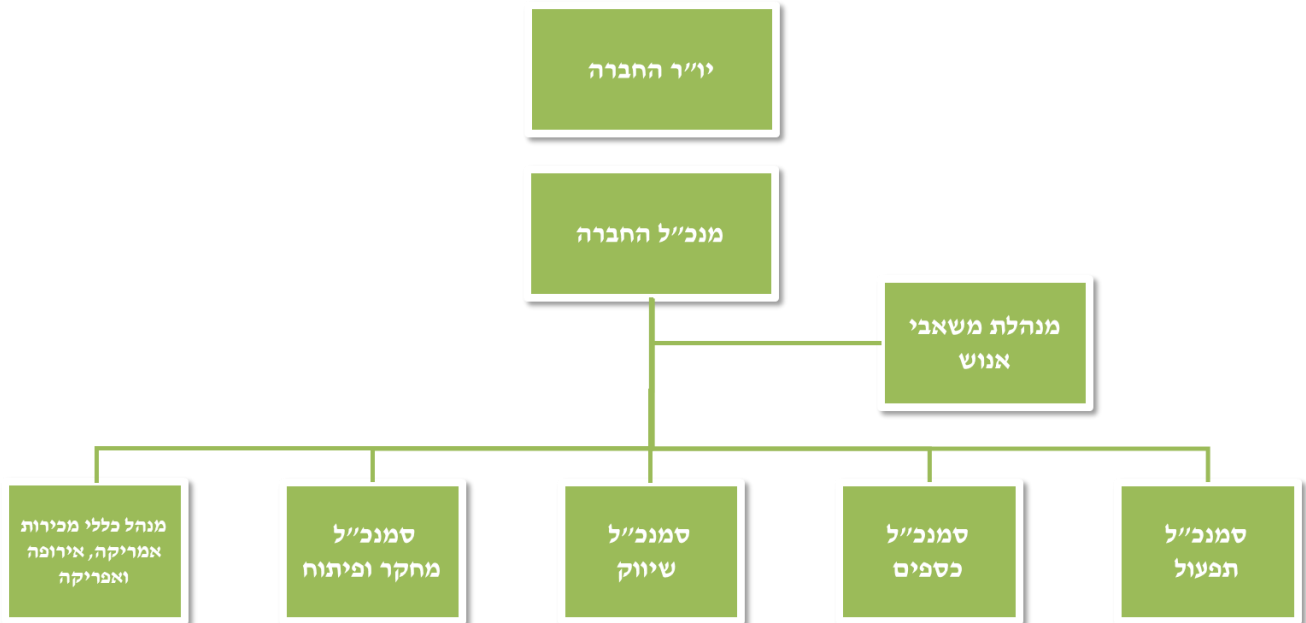 יו״ר החברה
מנכ״ל החברה
מנהלת משאבי
אנוש
סמנכ״ל
תפעול
סמנכ״ל
כספים
סמנכ״ל
שיווק
סמנכ״ל
מחקר ופיתוח
מנהל כללי מכירות
אמריקה, אירופה
ואפריקה